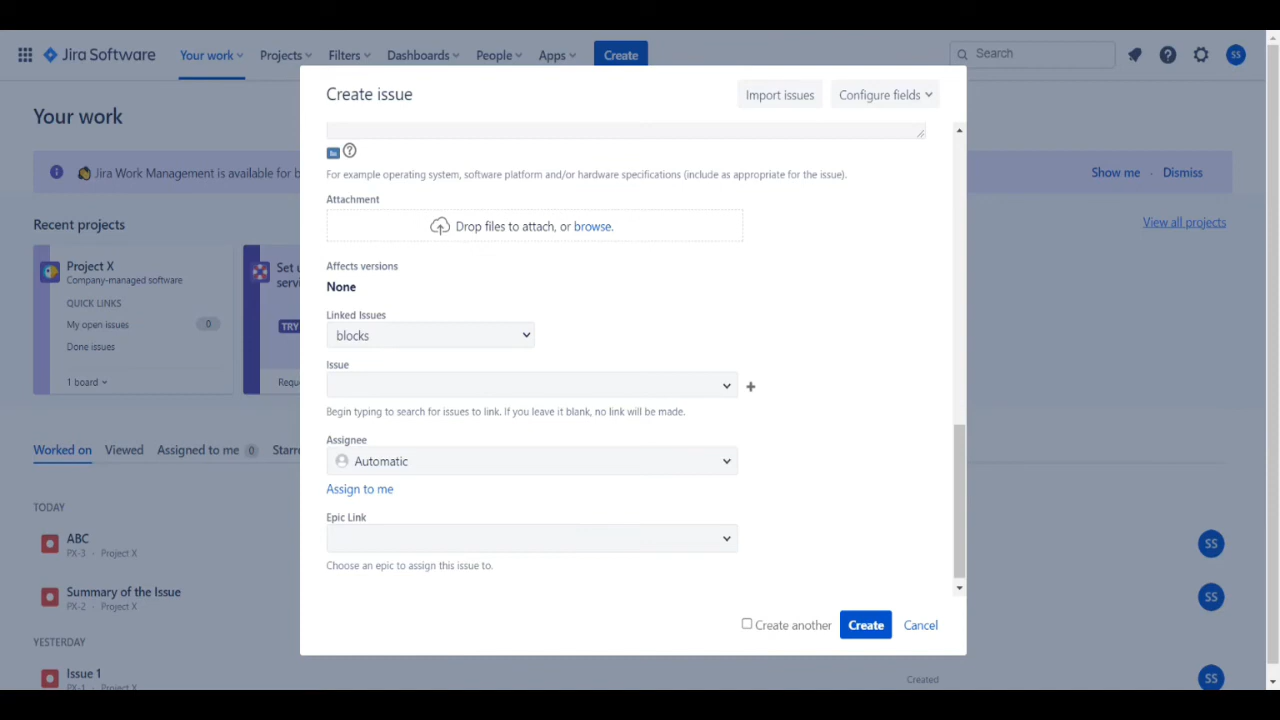 Jira Software
Your work
Projects
Filters
Dashboards
People
Apps
Create
Search
SS
Your work
Create issue
Import issues
Configure fields
Jira Work Management is available for b
Show me · Dismiss
For example operating system, software platform and/or hardware specifications (include as appropriate for the issue).
Attachment
Drop files to attach, or browse.
Recent projects
View all projects
Project X
Company-managed software
QUICK LINKS
My open issues 0
Done issues
1 board
Set u
servi
TRY
Requ
Affects versions
None
Linked Issues
blocks
Issue
Begin typing to search for issues to link. If you leave it blank, no link will be made.
Assignee
Automatic
Assign to me
Epic Link
Choose an epic to assign this issue to.
Create another
Create
Cancel
Worked on
Viewed
Assigned to me 0
Starre
TODAY
ABC
PX-3 · Project X
SS
Summary of the Issue
PX-2 · Project X
SS
YESTERDAY
Issue 1
PX-1 · Project X
Created
SS